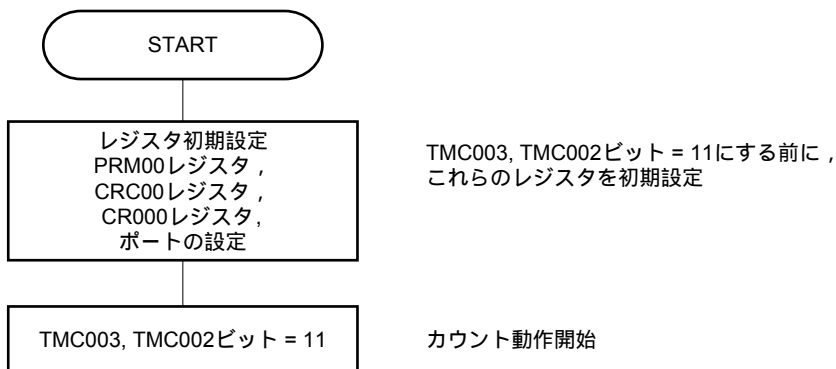 START
レジスタ初期設定
PRM00レジスタ，
CRC00レジスタ，
CR000レジスタ，
ポートの設定
TMC003, TMC002ビット = 11にする前に，
これらのレジスタを初期設定
TMC003, TMC002ビット = 11
カウント動作開始